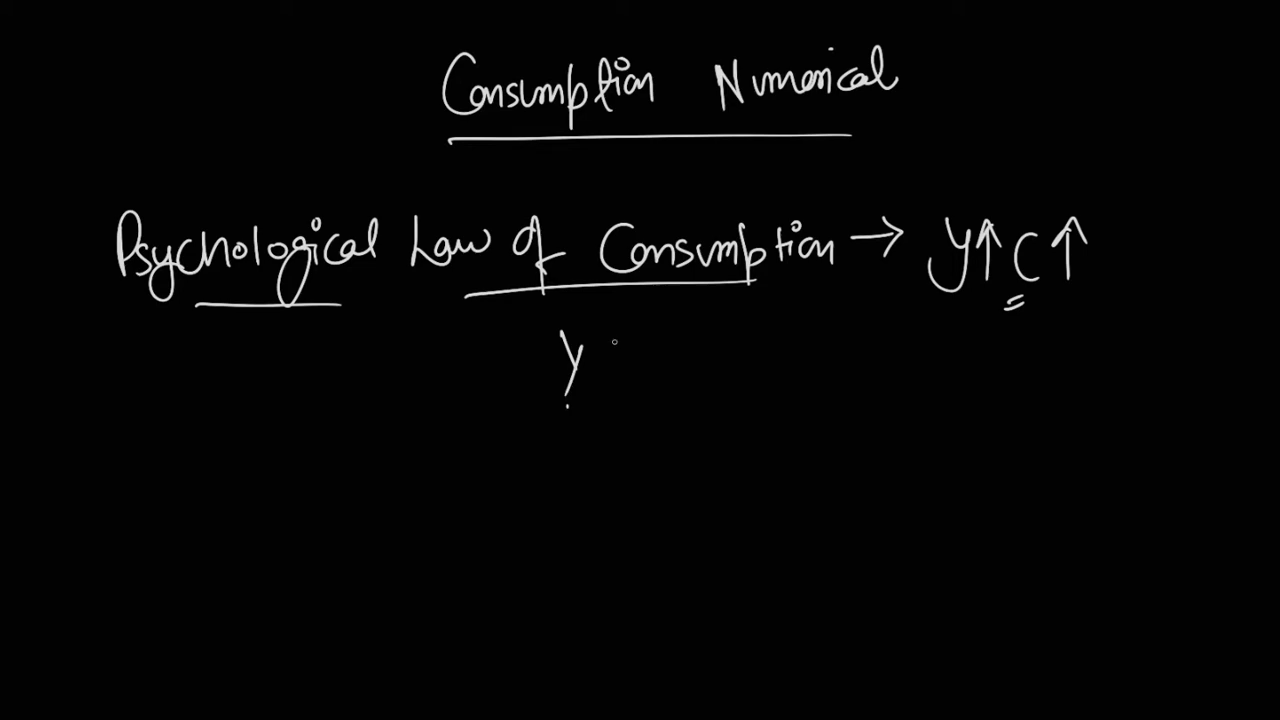 Consumption Numerical
Psychological Law of Consumption → Y↑ C↑
Y